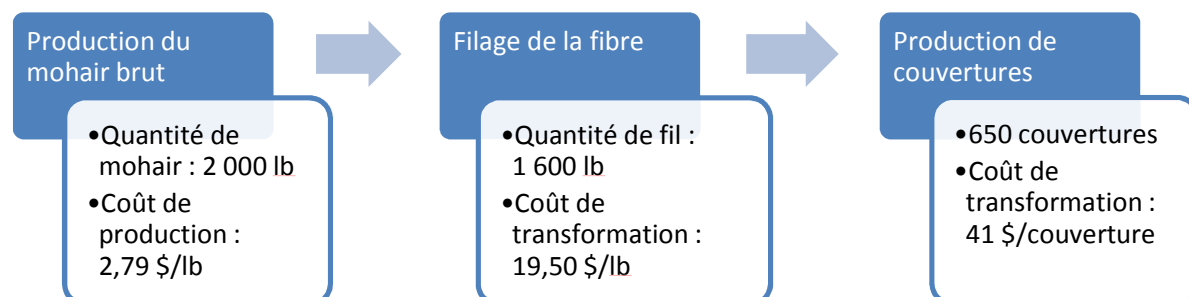 Production du
mohair brut
•Quantité de
mohair : 2 000 lb
•Coût de
production :
2,79 $/lb
Filage de la fibre
•Quantité de fil :
1 600 lb
•Coût de
transformation :
19,50 $/lb
Production de
couvertures
•650 couvertures
•Coût de
transformation :
41 $/couverture